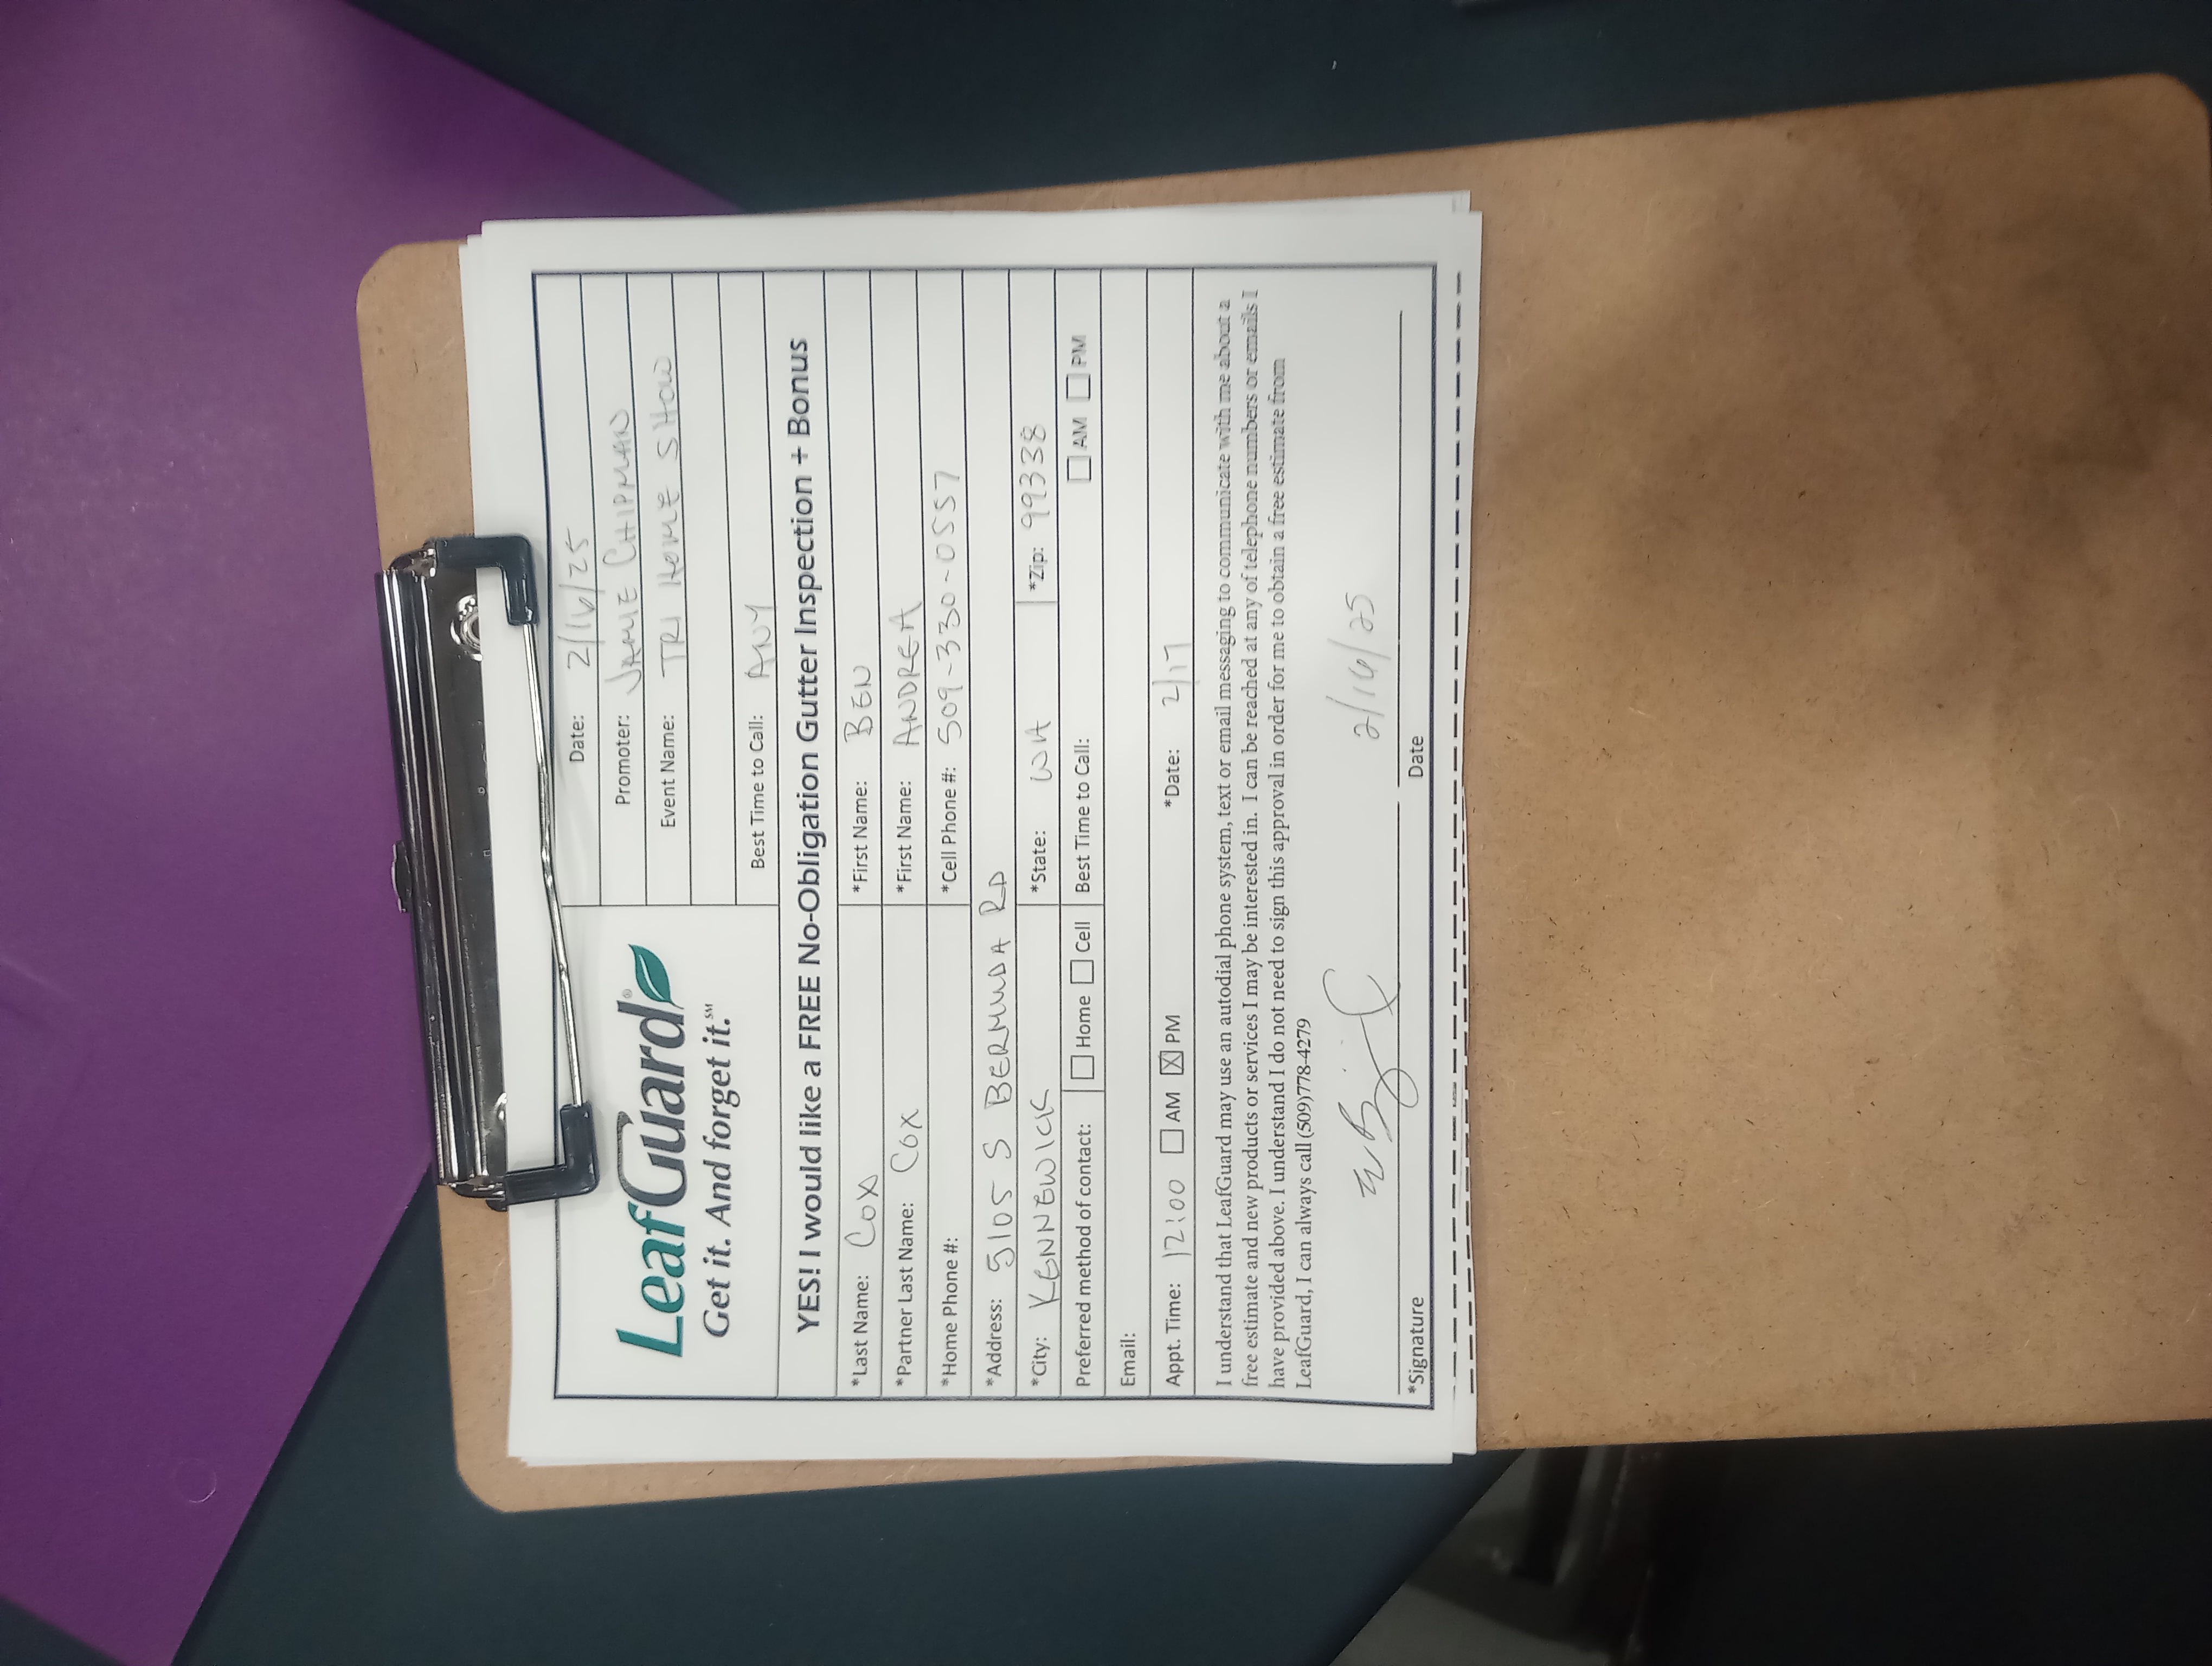 Date: 2/16/25
Promoter: JAMIE CHIPMAN
LeafGuard®
Get it. And forget it.℠
Event Name: TRI HOME SHOW
Best Time to Call: ANY
YES! I would like a FREE No-Obligation Gutter Inspection + Bonus
*Last Name: COX *First Name: BEN
*Partner Last Name: COX *First Name: ANDREA
*Home Phone #: *Cell Phone #: 509-330-0557
*Address: 5105 S BERMUDA RD
*City: KENNEWICK *State: WA *Zip: 99338
Preferred method of contact: ☐ Home ☐ Cell Best Time to Call: ☐ AM ☐ PM
Email:
Appt. Time: 12:00 ☐ AM ☒ PM *Date: 2/17
I understand that LeafGuard may use an autodial phone system, text or email messaging to communicate with me about a
free estimate and new products or services I may be interested in. I can be reached at any of telephone numbers or emails I
have provided above. I understand I do not need to sign this approval in order for me to obtain a free estimate from
LeafGuard, I can always call (509)778-4279
2/16/25
*Signature Date